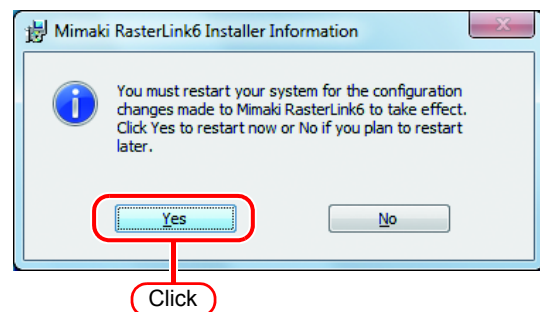 Mimaki RasterLink6 Installer Information
You must restart your system for the configuration
changes made to Mimaki RasterLink6 to take effect.
Click Yes to restart now or No if you plan to restart
later.
Yes No
Click